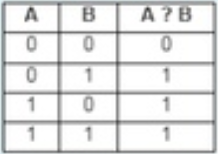 A B A ? B
0 0 0
0 1 1
1 0 1
1 1 1